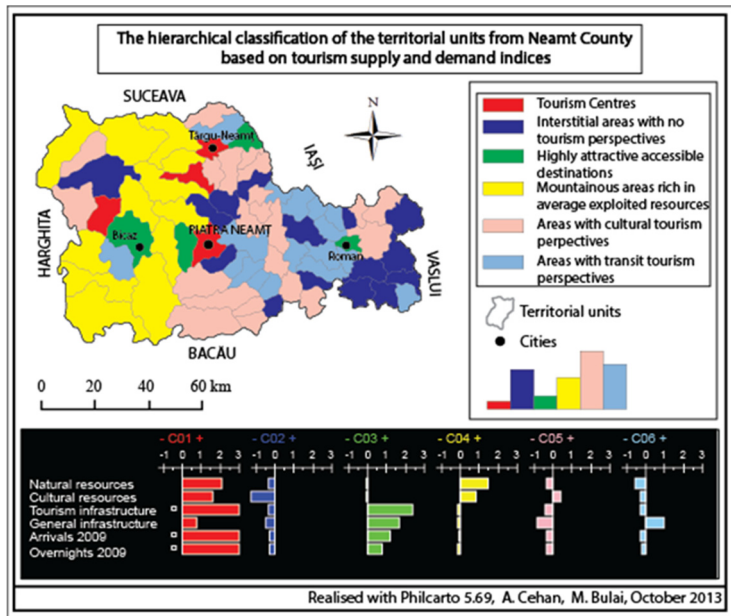 The hierarchical classification of the territorial units from Neamt County
based on tourism supply and demand indices
SUCEAVA
N
Târgu-Neamt
IAȘI
HARGHITA
Bicaz
PIATRA NEAMT
Roman
VASLUI
BACĂU
0 20 40 60 km
Tourism Centres
Interstitial areas with no
tourism perspectives
Highly attractive accessible
destinations
Mountainous areas rich in
average exploited resources
Areas with cultural tourism
perpectives
Areas with transit tourism
perspectives
Territorial units
Cities
- C01 + - C02 + - C03 + - C04 + - C05 + - C06 +
-1 0 1 2 3 -1 0 1 2 3 -1 0 1 2 3 -1 0 1 2 3 -1 0 1 2 3 -1 0 1 2 3
Natural resources
Cultural resources
Tourism infrastructure
General infrastructure
Arrivals 2009
Overnights 2009
Realised with Philcarto 5.69, A. Cehan, M. Bulai, October 2013